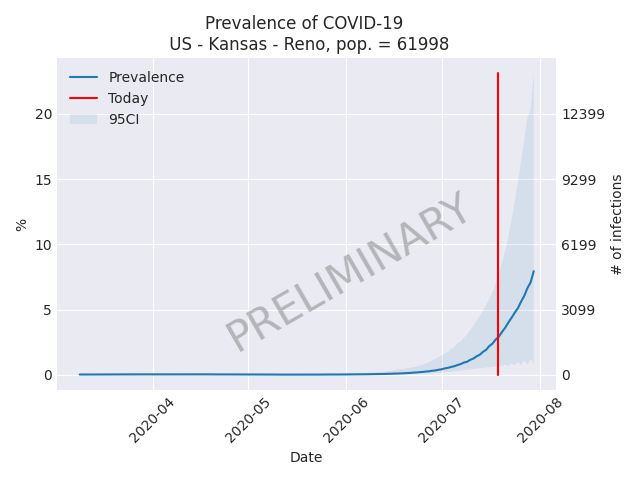 Prevalence of COVID-19
US - Kansas - Reno, pop. = 61998
Prevalence
Today
95CI
PRELIMINARY
%
20
15
10
5
0
12399
9299
6199
3099
0
# of infections
2020-04
2020-05
2020-06
2020-07
2020-08
Date